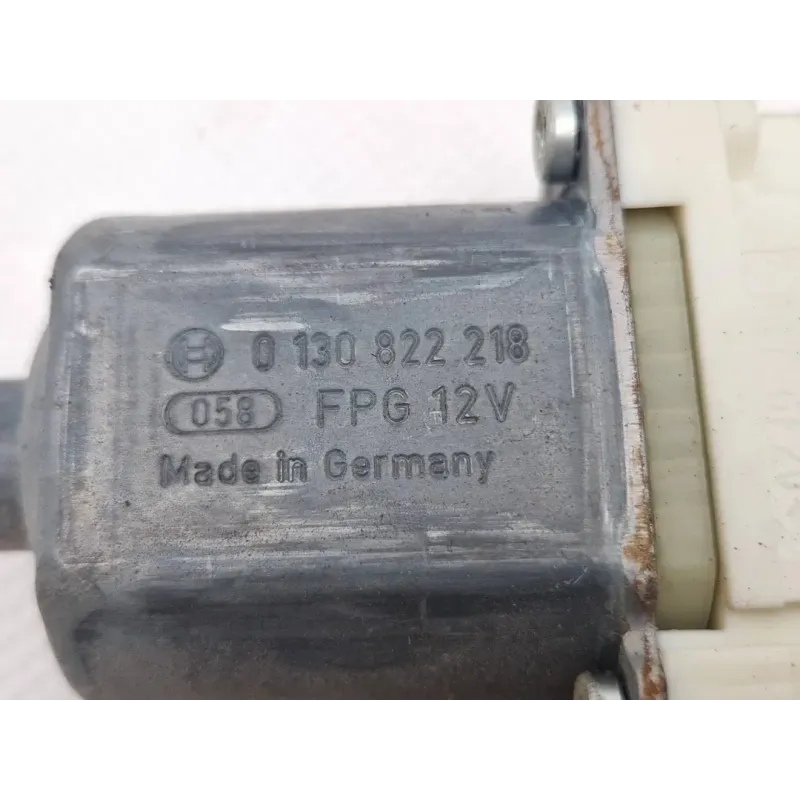 0 130 822 218
058 FPG 12V
Made in Germany